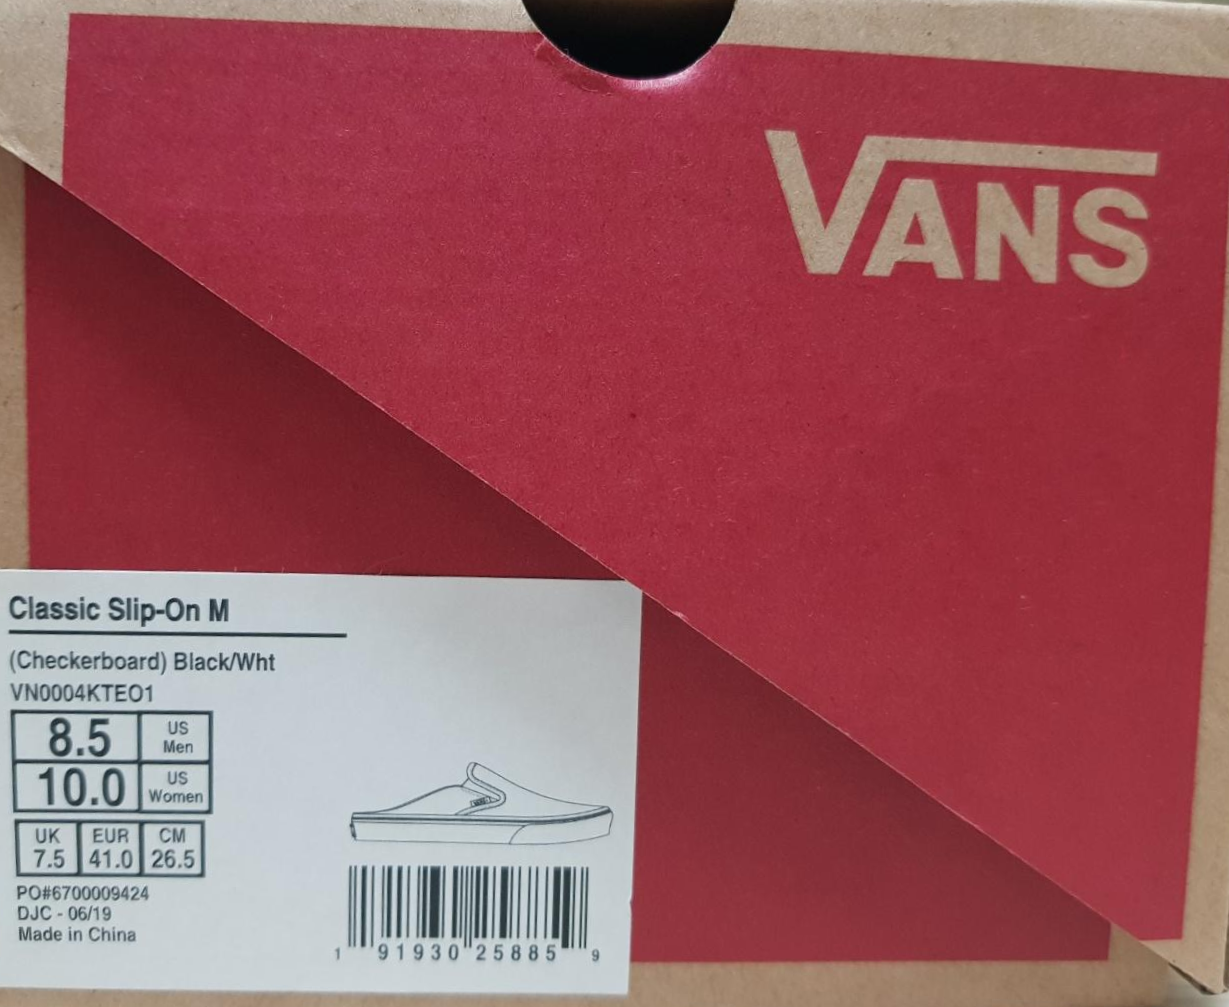 VANS
Classic Slip-On M
(Checkerboard) Black/Wht
VN0004KTEO1
8.5 US Men
10.0 US Women
UK EUR CM
7.5 41.0 26.5
PO#6700009424
DJC - 06/19
Made in China
1 91930 25885 9